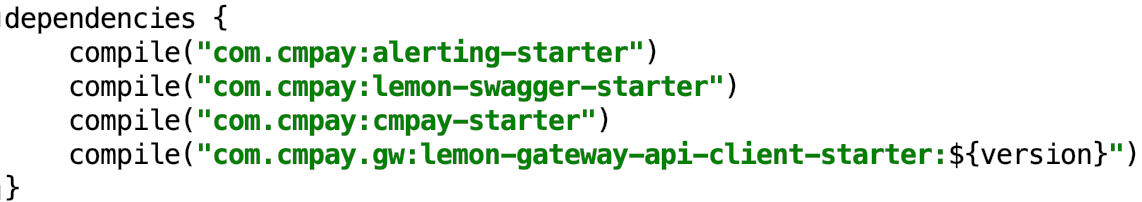 dependencies {
    compile("com.cmpay:alerting-starter")
    compile("com.cmpay:lemon-swagger-starter")
    compile("com.cmpay:cmpay-starter")
    compile("com.cmpay.gw:lemon-gateway-api-client-starter:${version}")
}